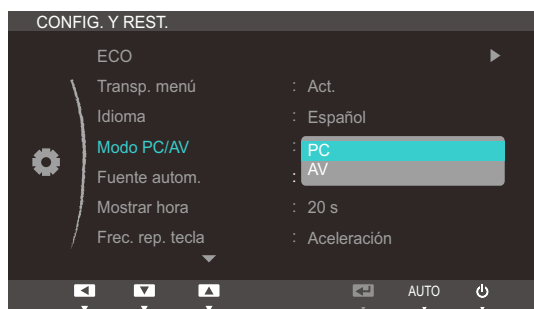 CONFIG. Y REST.
ECO
Transp. menú : Act.
Idioma : Español
Modo PC/AV : PC
AV
Fuente autom. :
Mostrar hora : 20 s
Frec. rep. tecla : Aceleración
AUTO